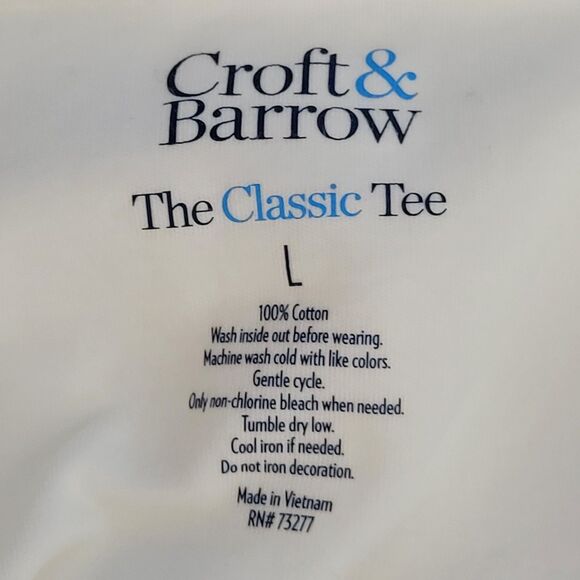 Croft&
Barrow
The Classic Tee
L
100% Cotton
Wash inside out before wearing.
Machine wash cold with like colors.
Gentle cycle.
Only non-chlorine bleach when needed.
Tumble dry low.
Cool iron if needed.
Do not iron decoration.
Made in Vietnam
RN# 73277